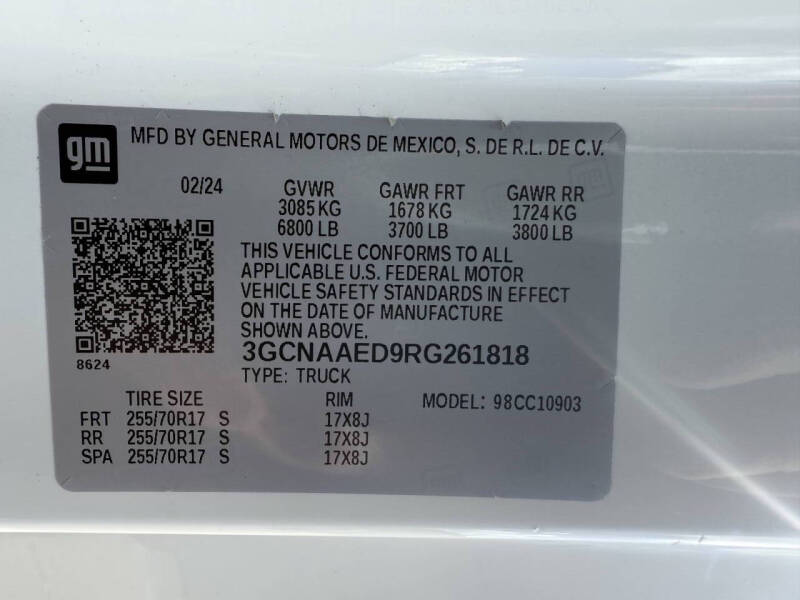 gm
MFD BY GENERAL MOTORS DE MEXICO, S. DE R.L. DE C.V.
02/24 GVWR GAWR FRT GAWR RR
3085 KG 1678 KG 1724 KG
6800 LB 3700 LB 3800 LB
THIS VEHICLE CONFORMS TO ALL
APPLICABLE U.S. FEDERAL MOTOR
VEHICLE SAFETY STANDARDS IN EFFECT
ON THE DATE OF MANUFACTURE
SHOWN ABOVE.
8624
3GCNAAED9RG261818
TYPE: TRUCK
TIRE SIZE RIM MODEL: 98CC10903
FRT 255/70R17 S 17X8J
RR 255/70R17 S 17X8J
SPA 255/70R17 S 17X8J